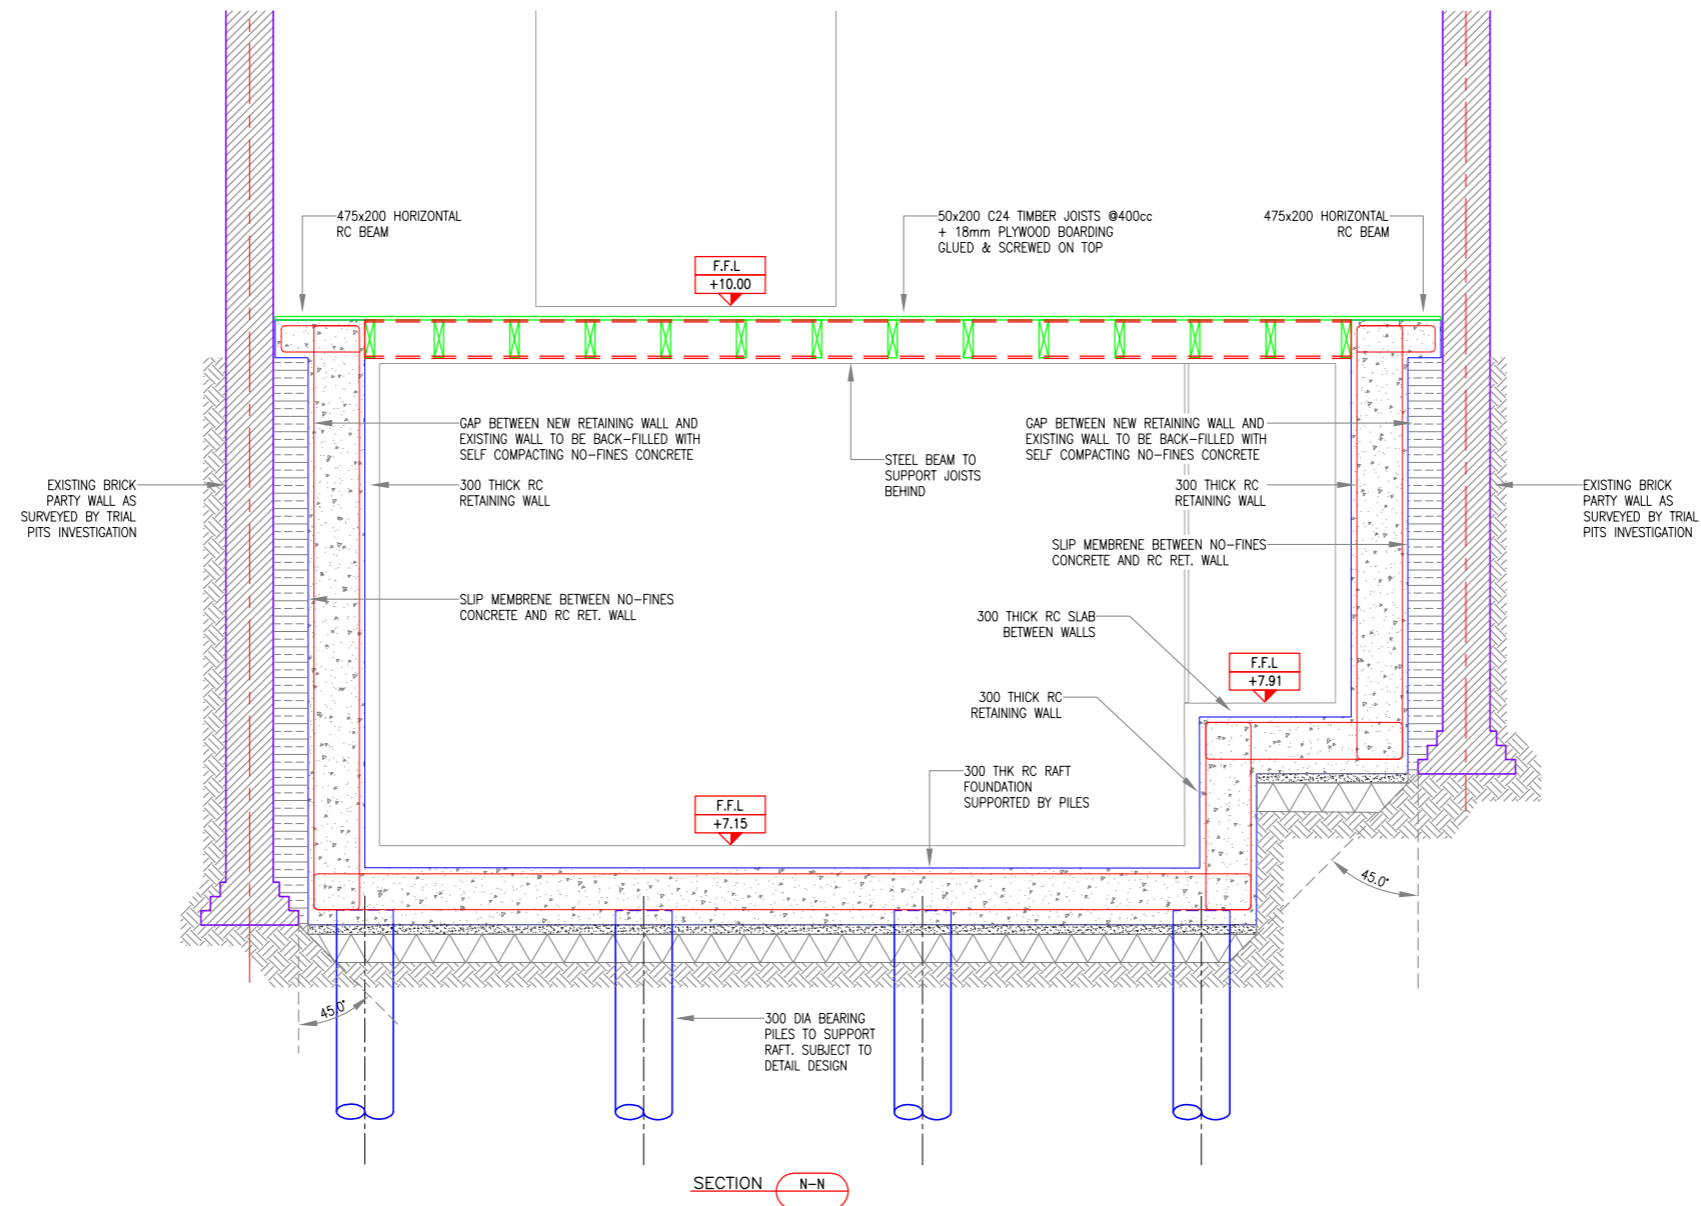 475x200 HORIZONTAL
RC BEAM
50x200 C24 TIMBER JOISTS @400cc
+ 18mm PLYWOOD BOARDING
GLUED & SCREWED ON TOP
475x200 HORIZONTAL
RC BEAM
F.F.L
+10.00
GAP BETWEEN NEW RETAINING WALL AND
EXISTING WALL TO BE BACK-FILLED WITH
SELF COMPACTING NO-FINES CONCRETE
GAP BETWEEN NEW RETAINING WALL AND
EXISTING WALL TO BE BACK-FILLED WITH
SELF COMPACTING NO-FINES CONCRETE
STEEL BEAM TO
SUPPORT JOISTS
BEHIND
EXISTING BRICK
PARTY WALL AS
SURVEYED BY TRIAL
PITS INVESTIGATION
300 THICK RC
RETAINING WALL
300 THICK RC
RETAINING WALL
EXISTING BRICK
PARTY WALL AS
SURVEYED BY TRIAL
PITS INVESTIGATION
SLIP MEMBRENE BETWEEN NO-FINES
CONCRETE AND RC RET. WALL
SLIP MEMBRENE BETWEEN NO-FINES
CONCRETE AND RC RET. WALL
300 THICK RC SLAB
BETWEEN WALLS
F.F.L
+7.91
300 THICK RC
RETAINING WALL
300 THK RC RAFT
FOUNDATION
SUPPORTED BY PILES
F.F.L
+7.15
45.0°
45.0°
300 DIA BEARING
PILES TO SUPPORT
RAFT. SUBJECT TO
DETAIL DESIGN
SECTION N-N